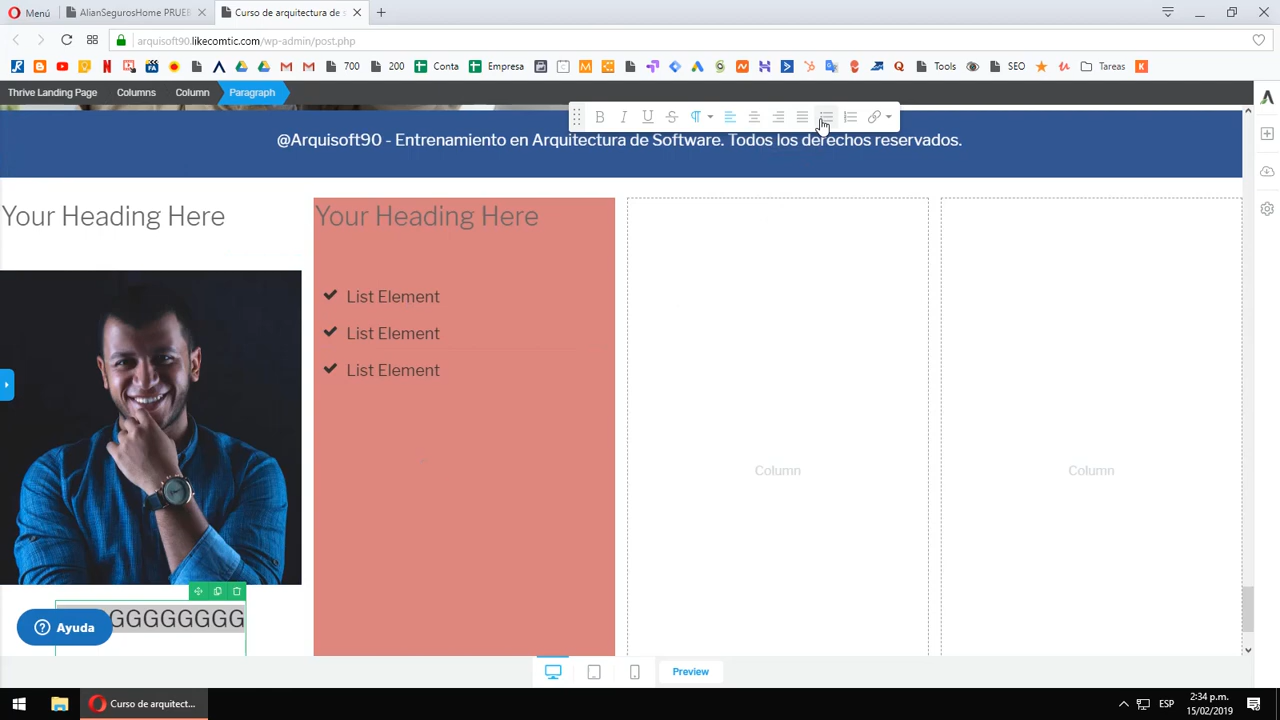 Menú
AlianSegurosHome PRUE
Curso de arquitectura de s
arquisoft90.likecomtic.com/wp-admin/post.php
700
200
Conta
Empresa
Tools
SEO
Tareas
Thrive Landing Page
Columns
Column
Paragraph
B I U S
@Arquisoft90 - Entrenamiento en Arquitectura de Software. Todos los derechos reservados.
Your Heading Here
Your Heading Here
List Element
List Element
List Element
Column
Column
GGGGGGGG
Ayuda
Preview
Curso de arquitect...
ESP
2:34 p.m.
15/02/2019